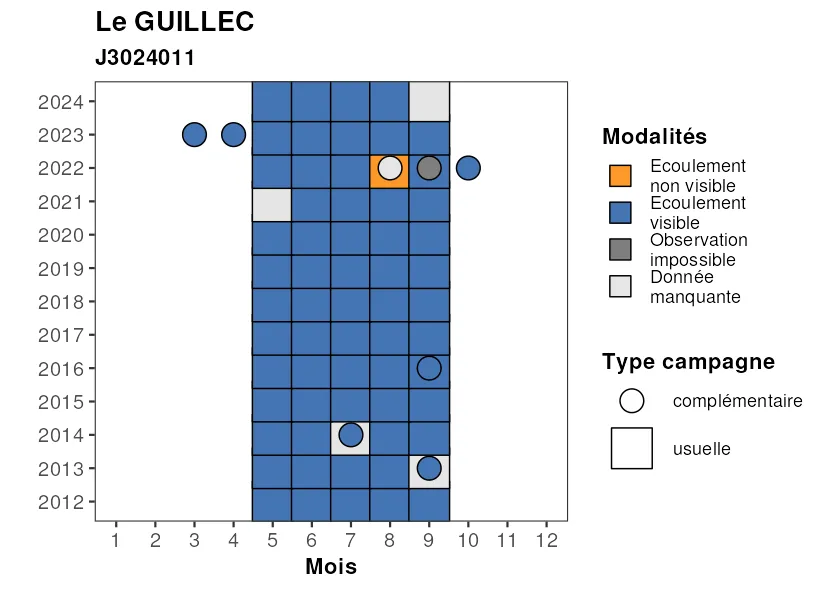 Le GUILLEC
J3024011
2024
2023
2022
2021
2020
2019
2018
2017
2016
2015
2014
2013
2012
1 2 3 4 5 6 7 8 9 10 11 12
Mois
Modalités
Ecoulement
non visible
Ecoulement
visible
Observation
impossible
Donnée
manquante
Type campagne
complémentaire
usuelle